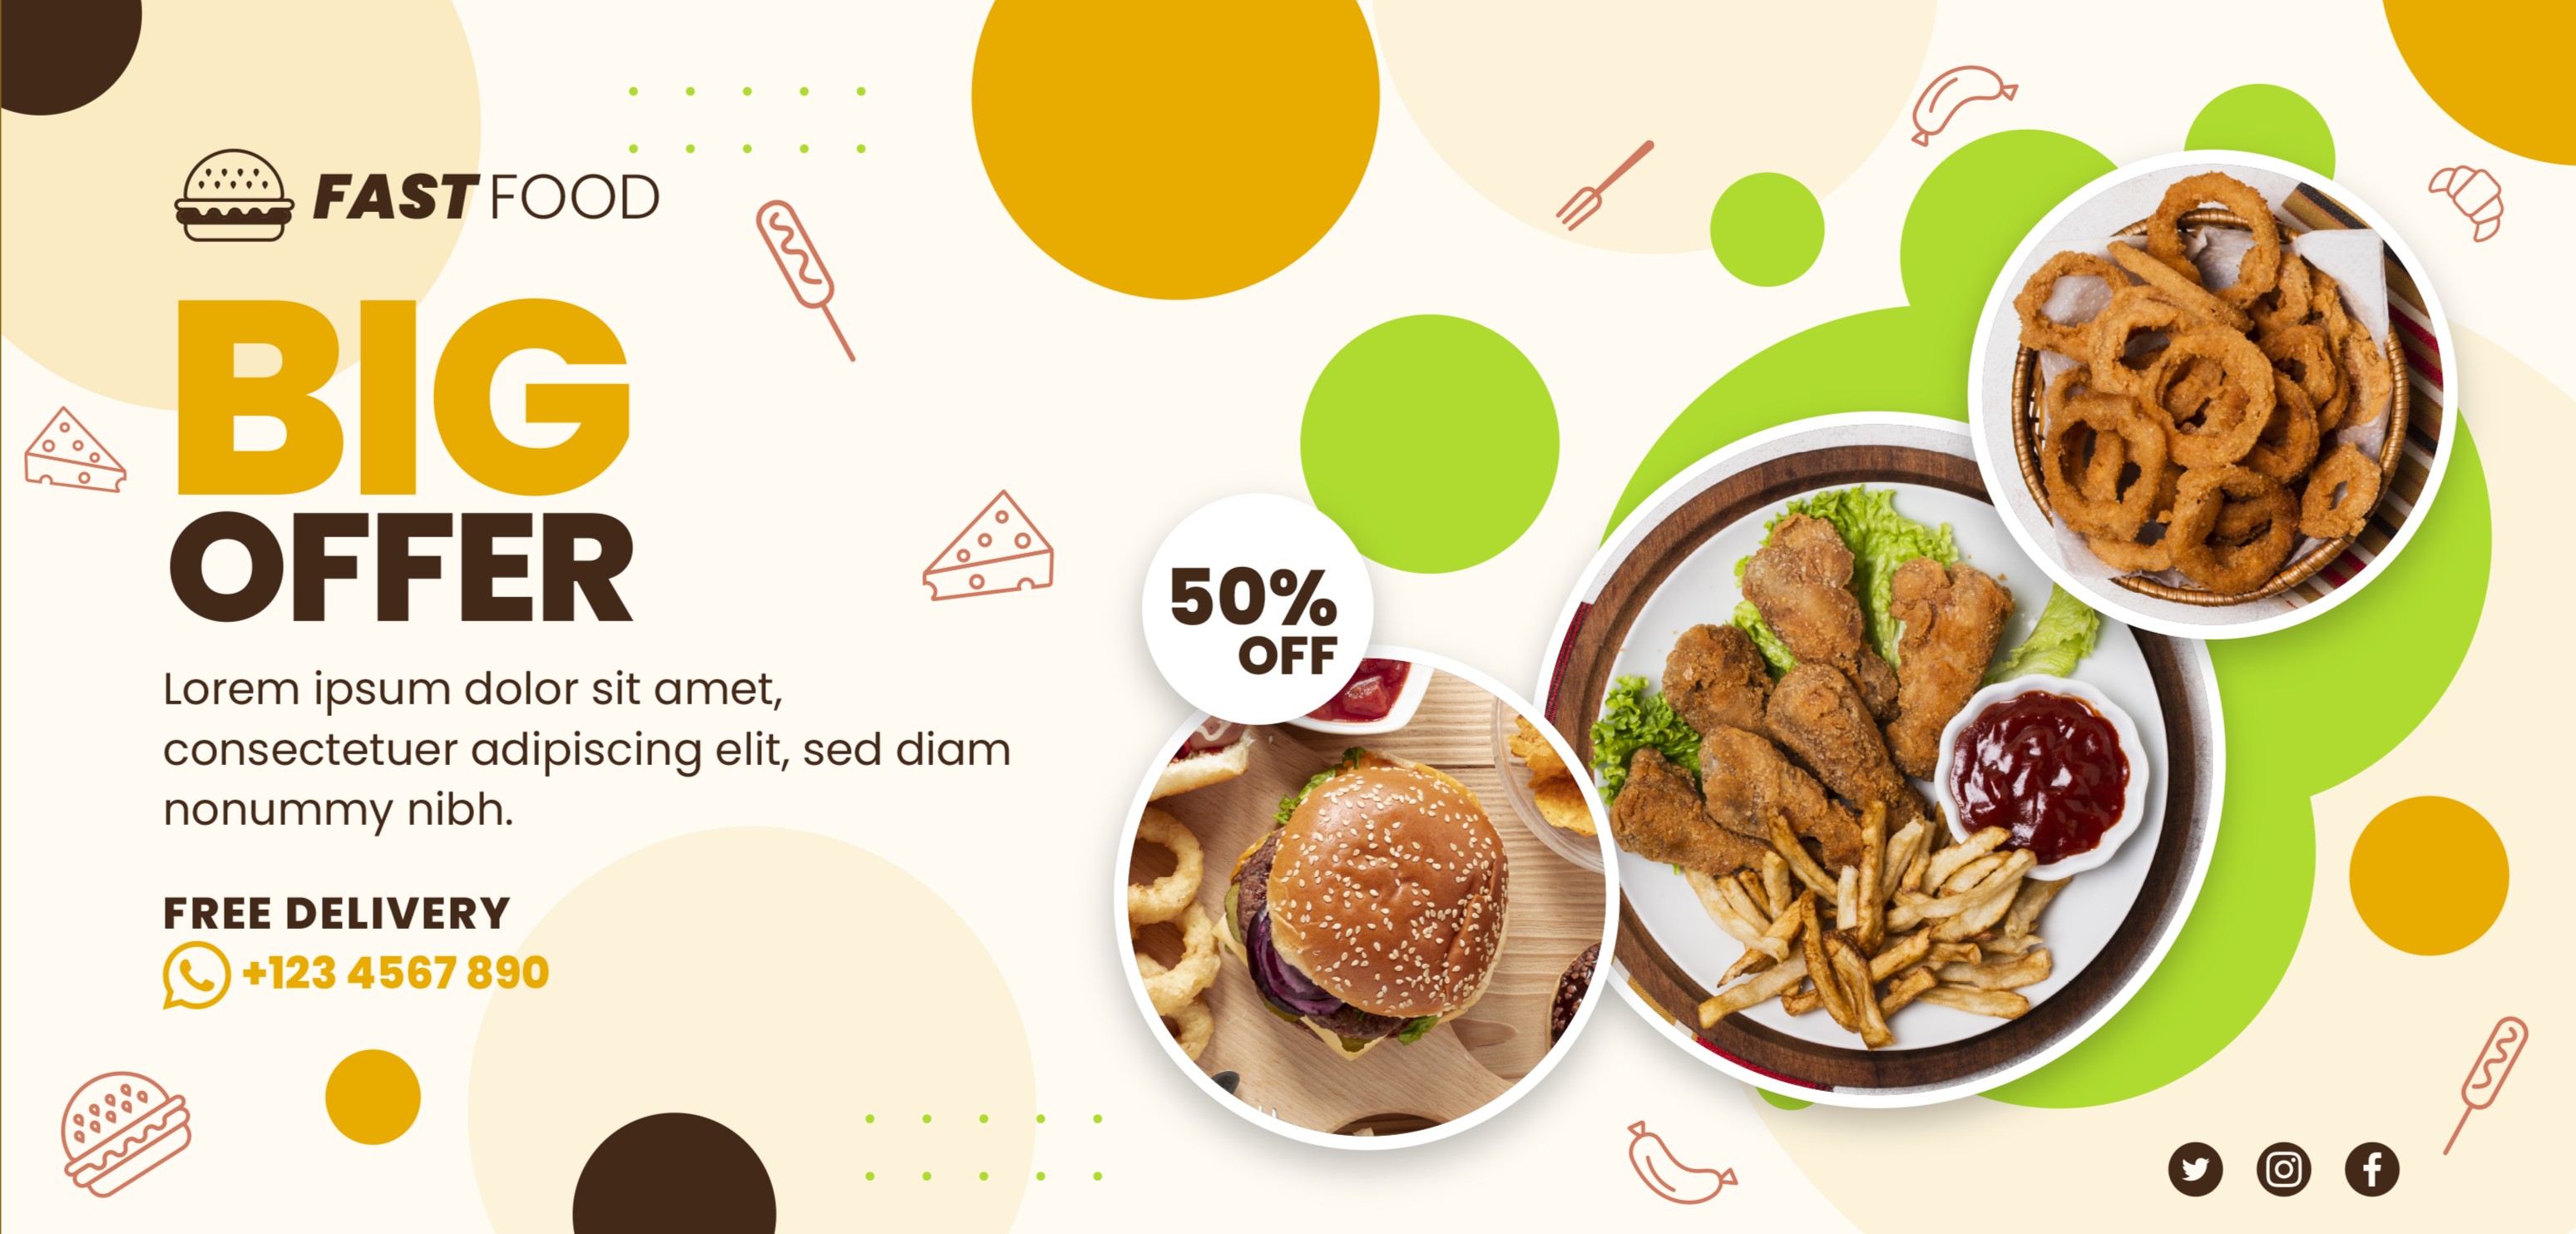 FAST FOOD
BIG
OFFER
Lorem ipsum dolor sit amet,
consectetuer adipiscing elit, sed diam
nonummy nibh.
FREE DELIVERY
+123 4567 890
50%
OFF